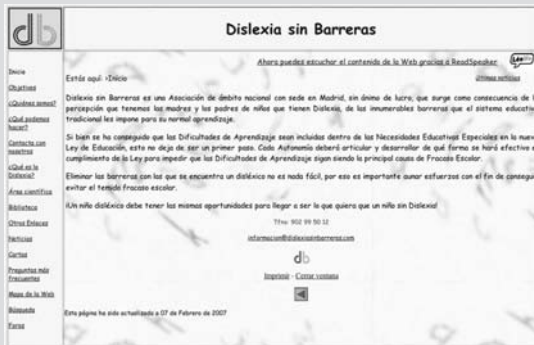 db
Dislexia sin Barreras
Ahora puedes escuchar el contenido de la Web gracias a ReadSpeaker
Estás aquí: >Inicio
últimas noticias
Inicio
Objetivos
¿Quiénes somos?
¿Qué podemos
hacer?
Contacta con
nosotros
¿Qué es la
Dislexia?
Área científica
Biblioteca
Otros Enlaces
Noticias
Cartas
Preguntas más
frecuentes
Mapa de la Web
Búsqueda
Foros
Dislexia sin Barreras es una Asociación de ámbito nacional con sede en Madrid, sin ánimo de lucro, que surge como consecuencia de l
percepción que tenemos las madres y los padres de niños que tienen Dislexia, de las innumerables barreras que el sistema educativ
tradicional les impone para su normal aprendizaje.
Si bien se ha conseguido que las Dificultades de Aprendizaje sean incluidas dentro de las Necesidades Educativas Especiales en la nuev
Ley de Educación, esto no deja de ser un primer paso. Cada Autonomía deberá articular y desarrollar de qué forma se hará efectivo e
cumplimiento de la Ley para impedir que las Dificultades de Aprendizaje sigan siendo la principal causa de Fracaso Escolar.
Eliminar las barreras con las que se encuentra un disléxico no es nada fácil, por eso es importante aunar esfuerzos con el fin de consegui
evitar el temido fracaso escolar.
¡Un niño disléxico debe tener las mismas oportunidades para llegar a ser lo que quiera que un niño sin Dislexia!
Tfno: 902 99 50 12
informacion@dislexiasinbarreras.com
db
Imprimir - Cerrar ventana
Esta página ha sido actualizada a 07 de Febrero de 2007